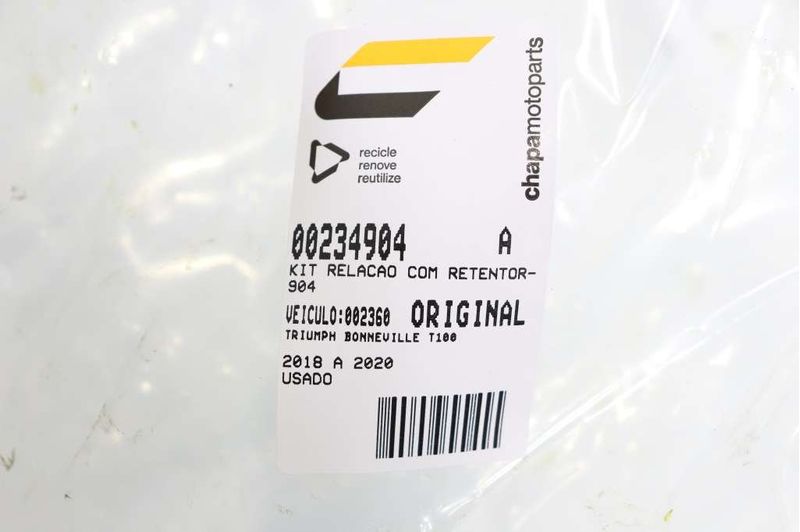 chapamotoparts
recicle
renove
reutilize
00234904 A
KIT RELACAO COM RETENTOR-
904
VEICULO:002360 ORIGINAL
TRIUMPH BONNEVILLE T100
2018 A 2020
USADO